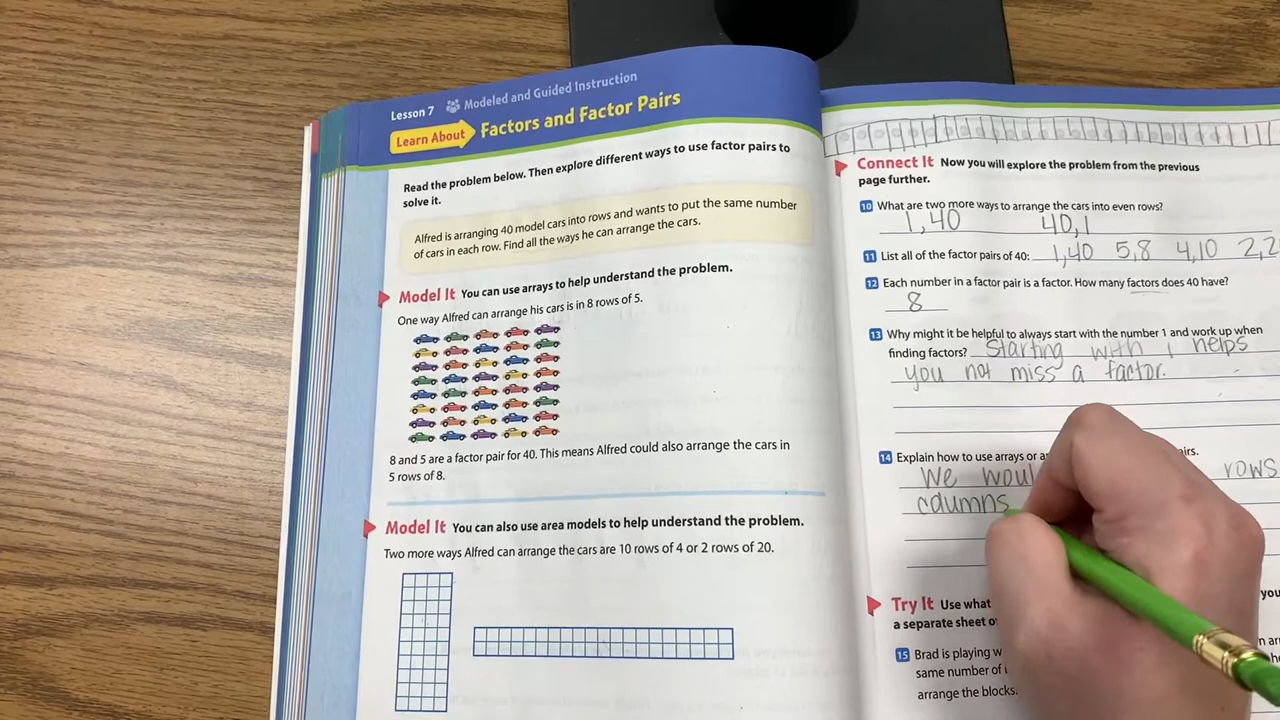 Lesson 7 Modeled and Guided Instruction
Learn About Factors and Factor Pairs
Read the problem below. Then explore different ways to use factor pairs to
solve it.
Alfred is arranging 40 model cars into rows and wants to put the same number
of cars in each row. Find all the ways he can arrange the cars.
Model It You can use arrays to help understand the problem.
One way Alfred can arrange his cars is in 8 rows of 5.
8 and 5 are a factor pair for 40. This means Alfred could also arrange the cars in
5 rows of 8.
Model It You can also use area models to help understand the problem.
Two more ways Alfred can arrange the cars are 10 rows of 4 or 2 rows of 20.
Connect It Now you will explore the problem from the previous
page further.
10 What are two more ways to arrange the cars into even rows?
1,40 40,1
11 List all of the factor pairs of 40: 1,40 5,8 4,10 2,2
12 Each number in a factor pair is a factor. How many factors does 40 have?
8
13 Why might it be helpful to always start with the number 1 and work up when
finding factors? Starting with 1 helps
you not miss a factor.
14 Explain how to use arrays or
We rows
columns
Try It Use what
a separate sheet
15 Brad is playing
same number of
arrange the blocks.